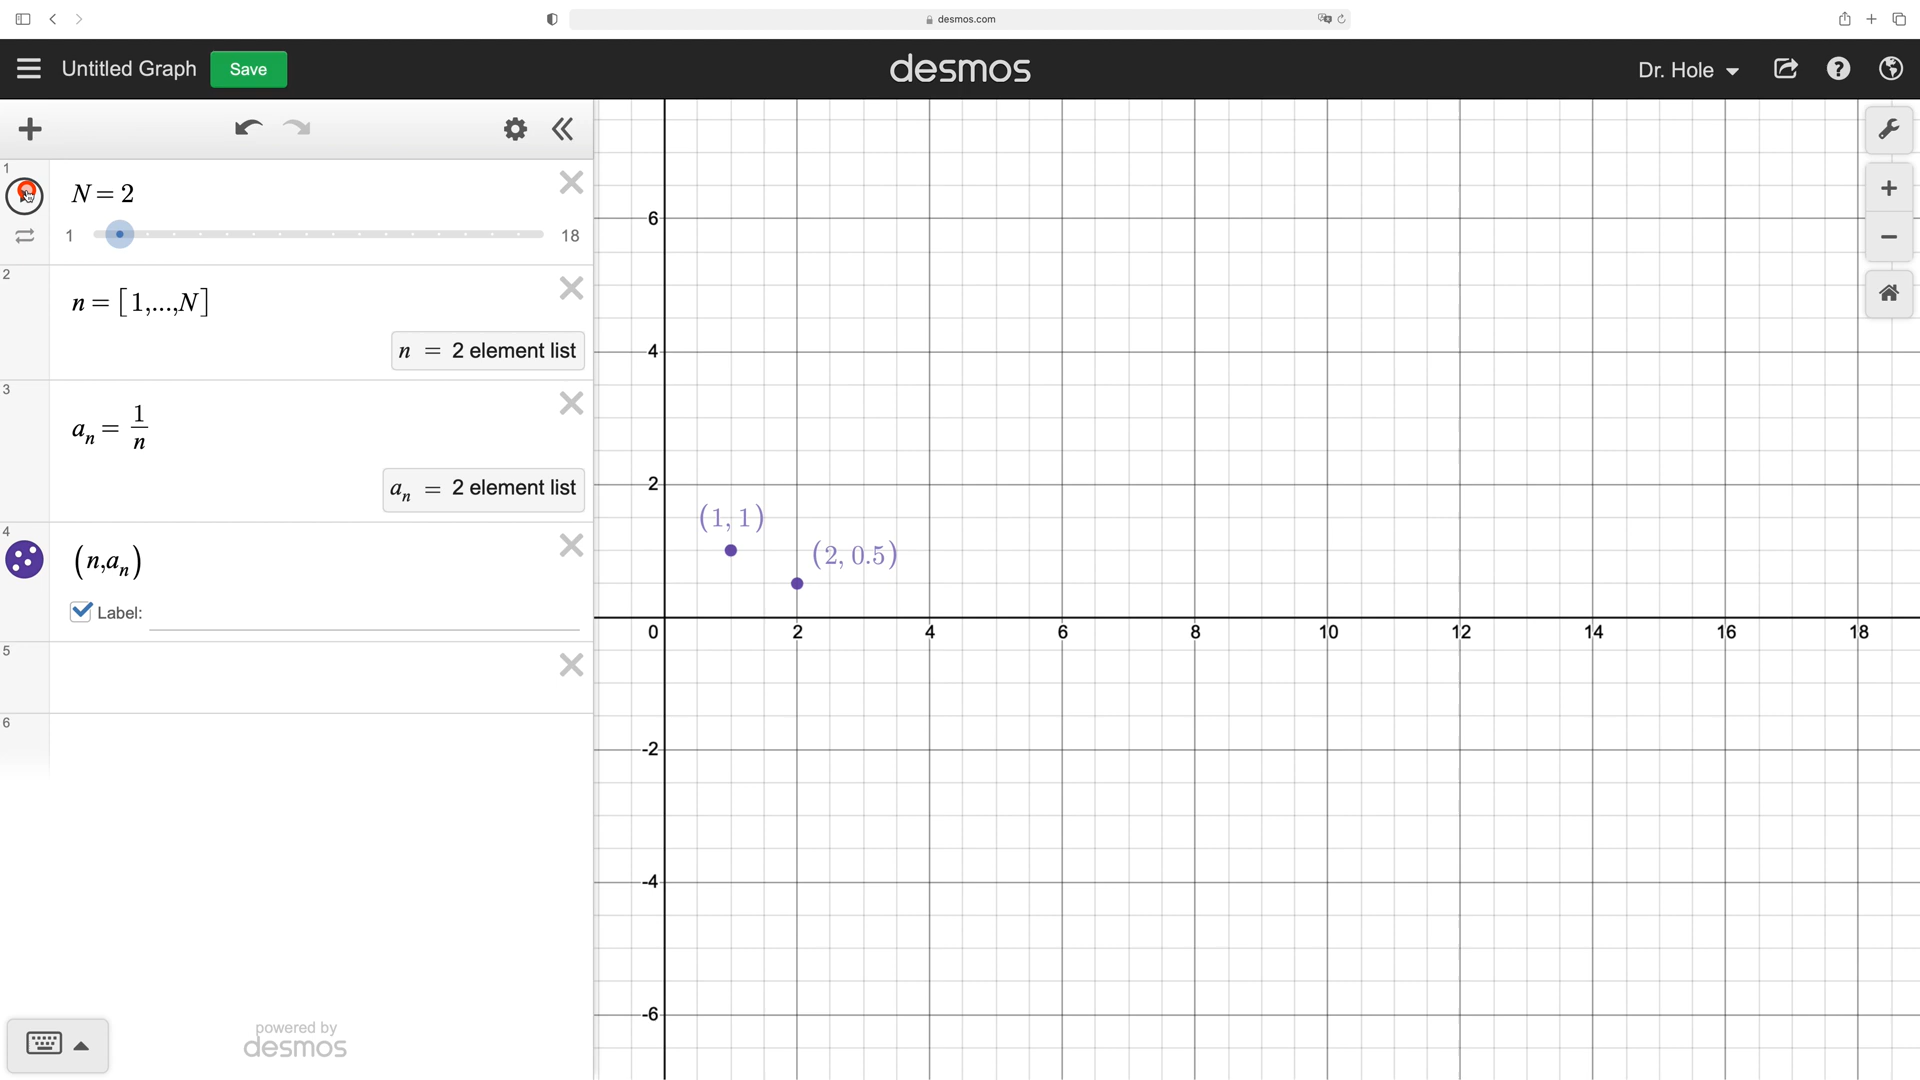 desmos.com
Untitled Graph Save desmos Dr. Hole
1
N = 2
1 18
2
n = [1,...,N]
n = 2 element list
3
a_n = \frac{1}{n}
a_n = 2 element list
4
(n,a_n)
Label:
5
6
powered by
desmos
6
4
2
(1, 1)
(2, 0.5)
0 2 4 6 8 10 12 14 16 18
-2
-4
-6